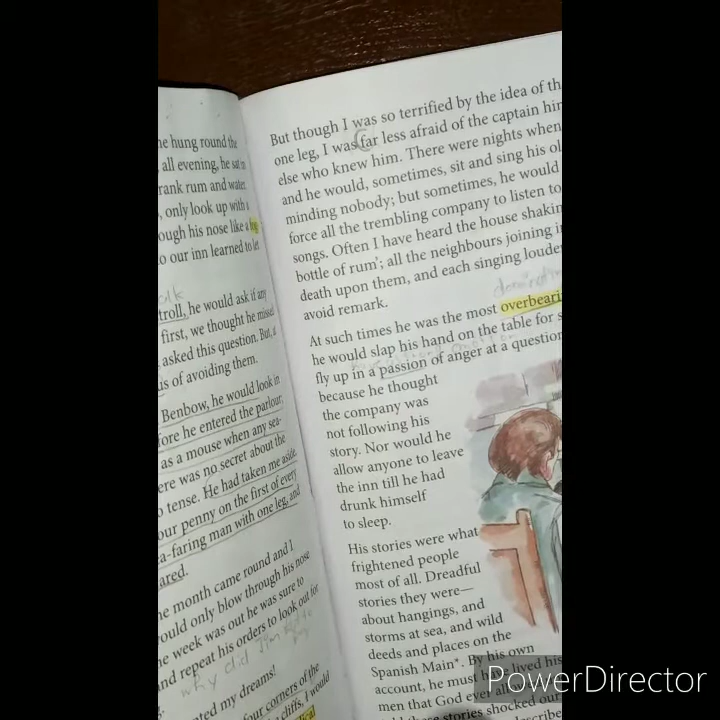 he hung round the
all evening, he sat in
rank rum and water
only look up with a
ough his nose like a fog
o our inn learned to let
troll, he would ask if any
first, we thought he missed
asked this question. But, a
us of avoiding them.
Benbow, he would look in
fore he entered the parlour,
as a mouse when any sea-
ere was no secret about the
tense. He had taken me aside
our penny on the first of every
a-faring man with one leg, and
ared.
he month came round and I
ould only blow through his nose
he week was out he was sure to
nd repeat his orders to look out for
why did Jim
nted my dreams!
four corners of the
cliffs, I would
But though I was so terrified by the idea of th
one leg, I was far less afraid of the captain him
else who knew him. There were nights when
and he would, sometimes, sit and sing his ol
minding nobody; but sometimes, he would
force all the trembling company to listen to
songs. Often I have heard the house shakin
bottle of rum'; all the neighbours joining i
death upon them, and each singing loude
avoid remark.
At such times he was the most overbeari
he would slap his hand on the table for s
fly up in a passion of anger at a question
because he thought
the company was
not following his
story. Nor would he
allow anyone to leave
the inn till he had
drunk himself
to sleep.
His stories were what
frightened people
most of all. Dreadful
stories they were—
about hangings, and
storms at sea, and wild
deeds and places on the
Spanish Main*. By his own
account, he must have lived his
men that God ever allowed
stories shocked our
PowerDirector